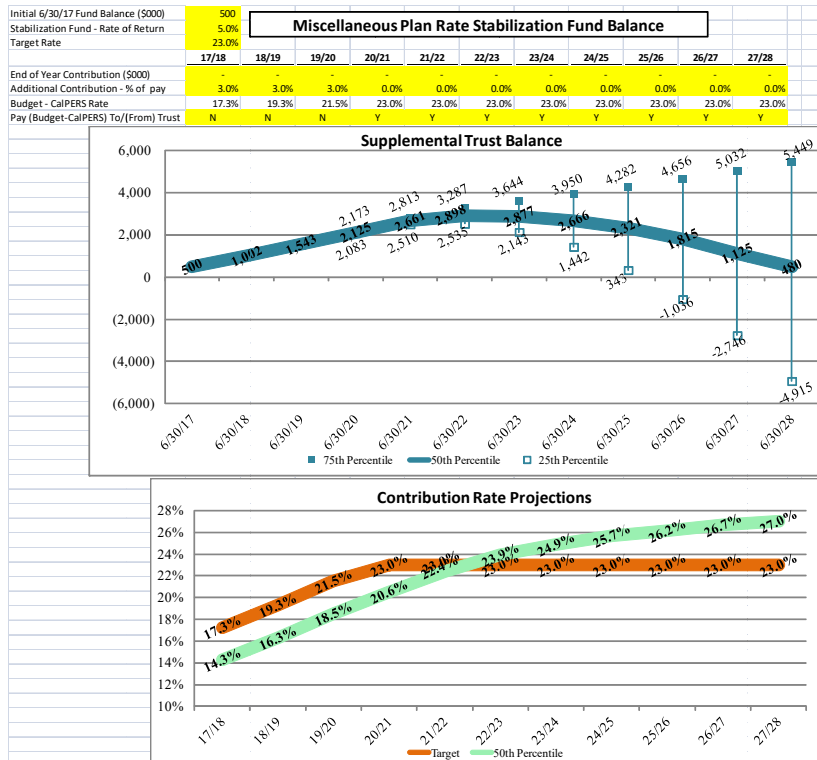 Initial 6/30/17 Fund Balance ($000) 500
Miscellaneous Plan Rate Stabilization Fund Balance
Stabilization Fund - Rate of Return 5.0%
Target Rate 23.0%
17/18 18/19 19/20 20/21 21/22 22/23 23/24 24/25 25/26 26/27 27/28
End of Year Contribution ($000) - - - - - - - - - - -
Additional Contribution - % of pay 3.0% 3.0% 3.0% 0.0% 0.0% 0.0% 0.0% 0.0% 0.0% 0.0% 0.0%
Budget - CalPERS Rate 17.3% 19.3% 21.5% 23.0% 23.0% 23.0% 23.0% 23.0% 23.0% 23.0% 23.0%
Pay (Budget-CalPERS) To/(From) Trust N N N Y Y Y Y Y Y Y Y
Supplemental Trust Balance
6,000
4,000
2,000
0
(2,000)
(4,000)
(6,000)
2,173 2,813 3,287 3,644 3,950 4,282 4,656 5,032 5,449
500 1,002 1,543 2,125 2,661 2,898 2,877 2,666 2,321 1,815 1,125 480
2,083 2,510 2,535 2,143 1,442 343 -1,036 -2,746 -4,915
6/30/17 6/30/18 6/30/19 6/30/20 6/30/21 6/30/22 6/30/23 6/30/24 6/30/25 6/30/26 6/30/27 6/30/28
75th Percentile 50th Percentile 25th Percentile
Contribution Rate Projections
28%
26%
24%
22%
20%
18%
16%
14%
12%
10%
17.3% 19.3% 21.5% 23.0% 23.0% 23.0% 23.0% 23.0% 23.0% 23.0% 23.0%
14.3% 16.3% 18.5% 20.6% 22.4% 23.9% 24.9% 25.7% 26.2% 26.7% 27.0%
17/18 18/19 19/20 20/21 21/22 22/23 23/24 24/25 25/26 26/27 27/28
Target 50th Percentile